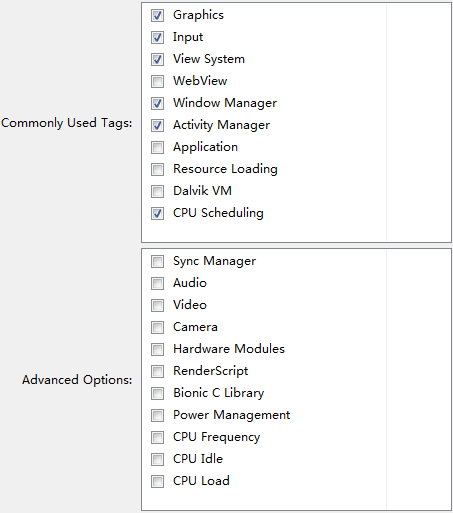 Commonly Used Tags:
Graphics
Input
View System
WebView
Window Manager
Activity Manager
Application
Resource Loading
Dalvik VM
CPU Scheduling
Advanced Options:
Sync Manager
Audio
Video
Camera
Hardware Modules
RenderScript
Bionic C Library
Power Management
CPU Frequency
CPU Idle
CPU Load